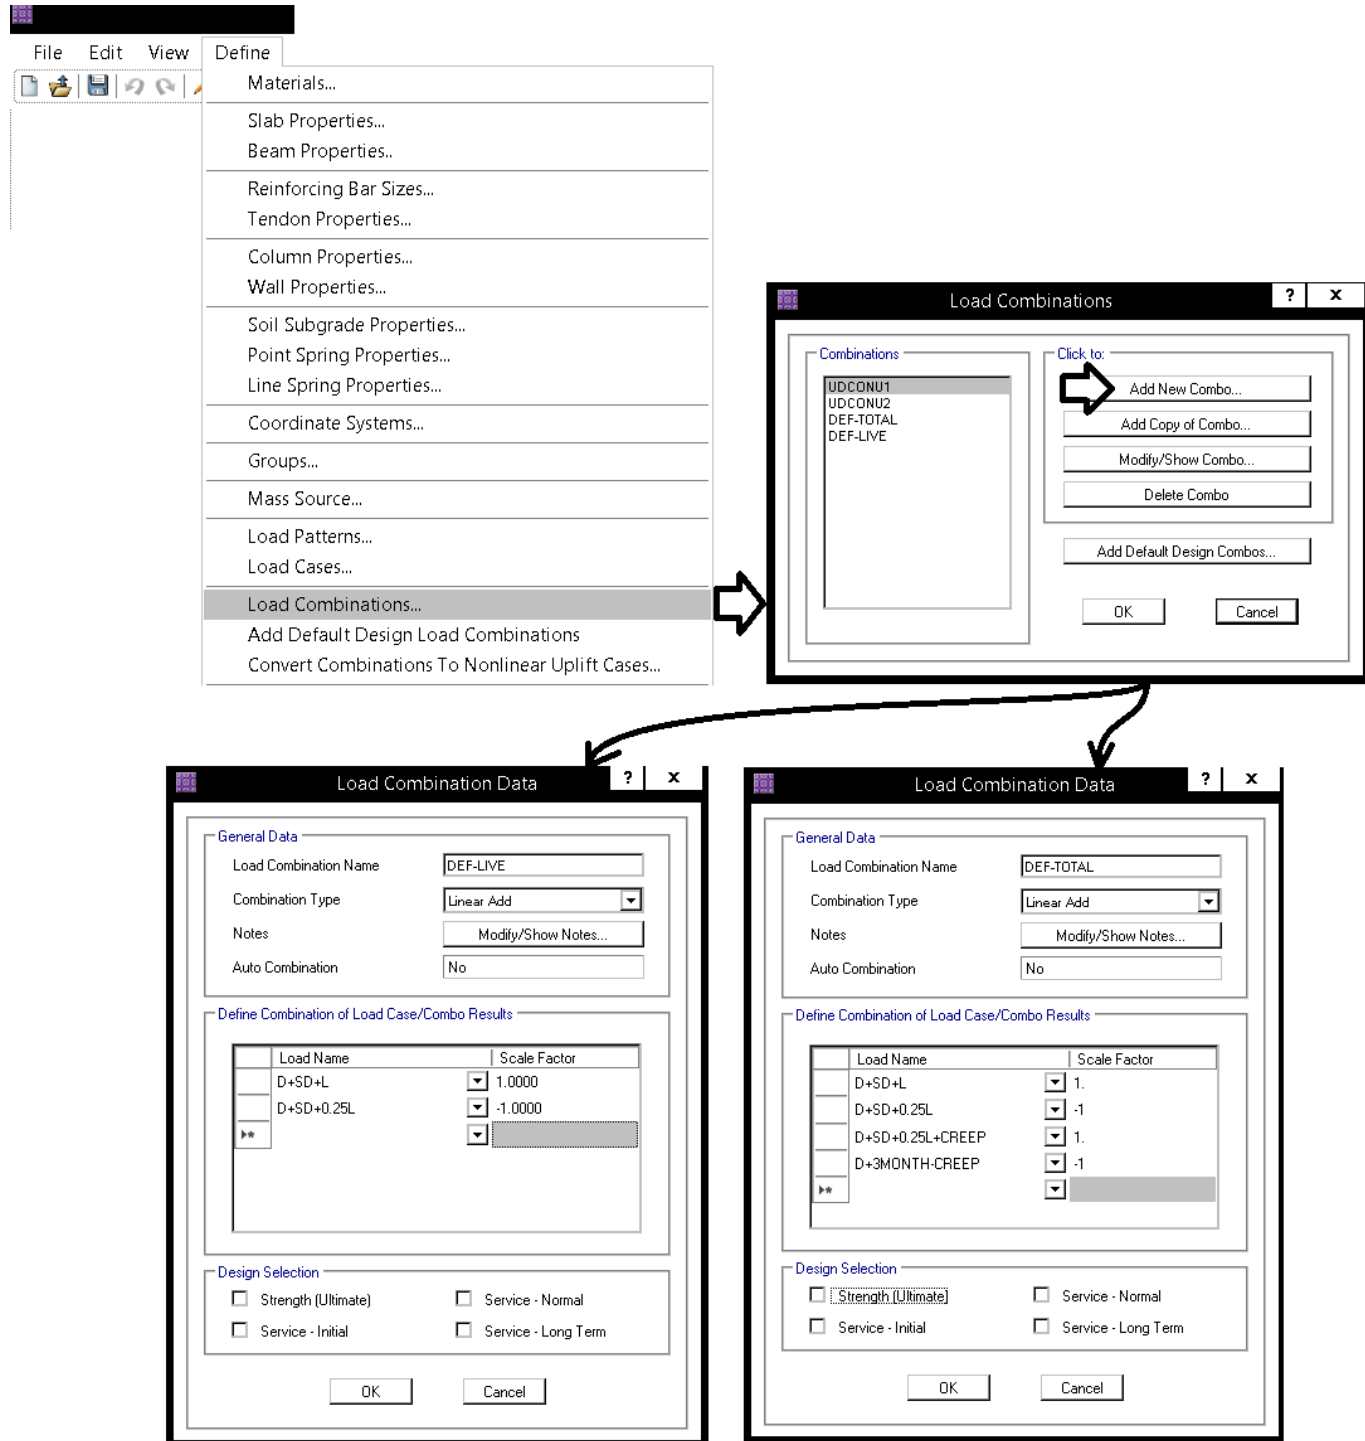 File Edit View Define
Materials...
Slab Properties...
Beam Properties..
Reinforcing Bar Sizes...
Tendon Properties...
Column Properties...
Wall Properties...
Soil Subgrade Properties...
Point Spring Properties...
Line Spring Properties...
Coordinate Systems...
Groups...
Mass Source...
Load Patterns...
Load Cases...
Load Combinations...
Add Default Design Load Combinations
Convert Combinations To Nonlinear Uplift Cases...
Load Combinations ? x
Combinations
UDCONU1
UDCONU2
DEF-TOTAL
DEF-LIVE
Click to:
Add New Combo...
Add Copy of Combo...
Modify/Show Combo...
Delete Combo
Add Default Design Combos...
OK Cancel
Load Combination Data ? x
General Data
Load Combination Name DEF-LIVE
Combination Type Linear Add
Notes Modify/Show Notes...
Auto Combination No
Define Combination of Load Case/Combo Results
Load Name Scale Factor
D+SD+L 1.0000
D+SD+0.25L -1.0000
Design Selection
Strength (Ultimate) Service - Normal
Service - Initial Service - Long Term
OK Cancel
Load Combination Data ? x
General Data
Load Combination Name DEF-TOTAL
Combination Type Linear Add
Notes Modify/Show Notes...
Auto Combination No
Define Combination of Load Case/Combo Results
Load Name Scale Factor
D+SD+L 1.
D+SD+0.25L -1
D+SD+0.25L+CREEP 1.
D+3MONTH-CREEP -1
Design Selection
Strength (Ultimate) Service - Normal
Service - Initial Service - Long Term
OK Cancel